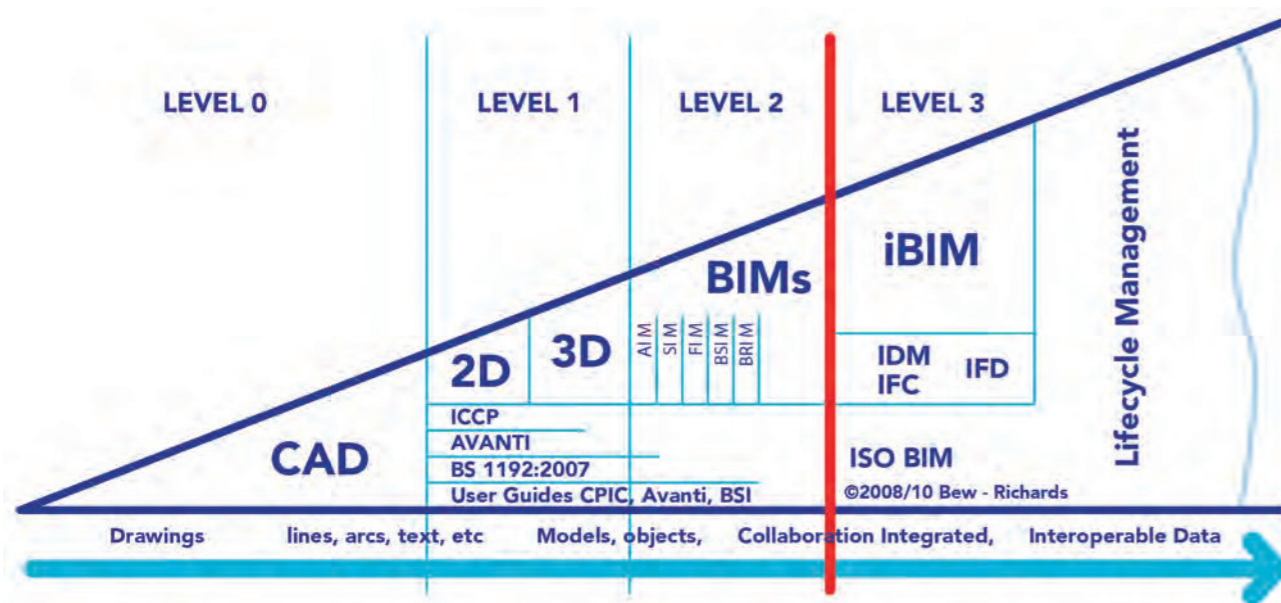 LEVEL 0
LEVEL 1
LEVEL 2
LEVEL 3
CAD
2D
3D
BIMs
iBIM
AIM
SIM
FIM
BSIM
BRIM
IDM
IFC
IFD
ICCP
AVANTI
BS 1192:2007
User Guides CPIC, Avanti, BSI
ISO BIM
©2008/10 Bew - Richards
Lifecycle Management
Drawings lines, arcs, text, etc Models, objects, Collaboration Integrated, Interoperable Data